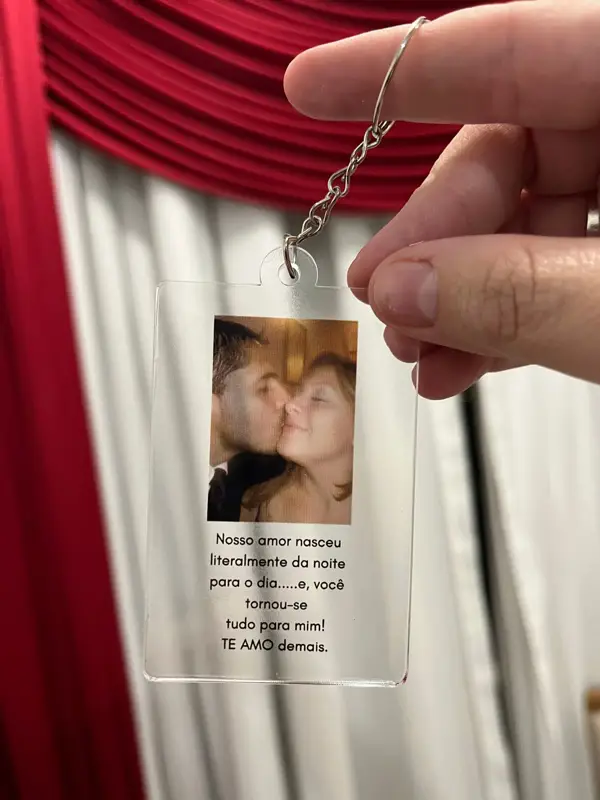 Nosso amor nasceu
literalmente da noite
para o dia.....e, você
tornou-se
tudo para mim!
TE AMO demais.